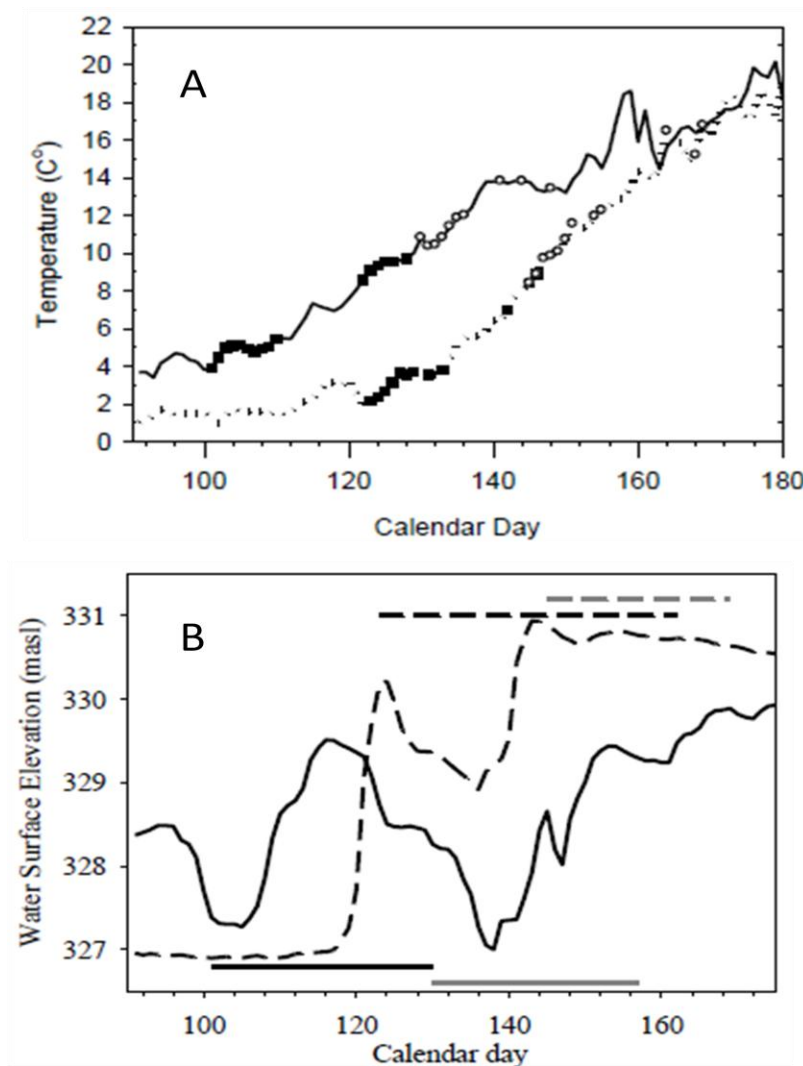 A
22
20
18
16
14
12
10
8
6
4
2
0
Temperature (C°)
100 120 140 160 180
Calendar Day
B
331
330
329
328
327
Water Surface Elevation (masl)
100 120 140 160
Calendar day